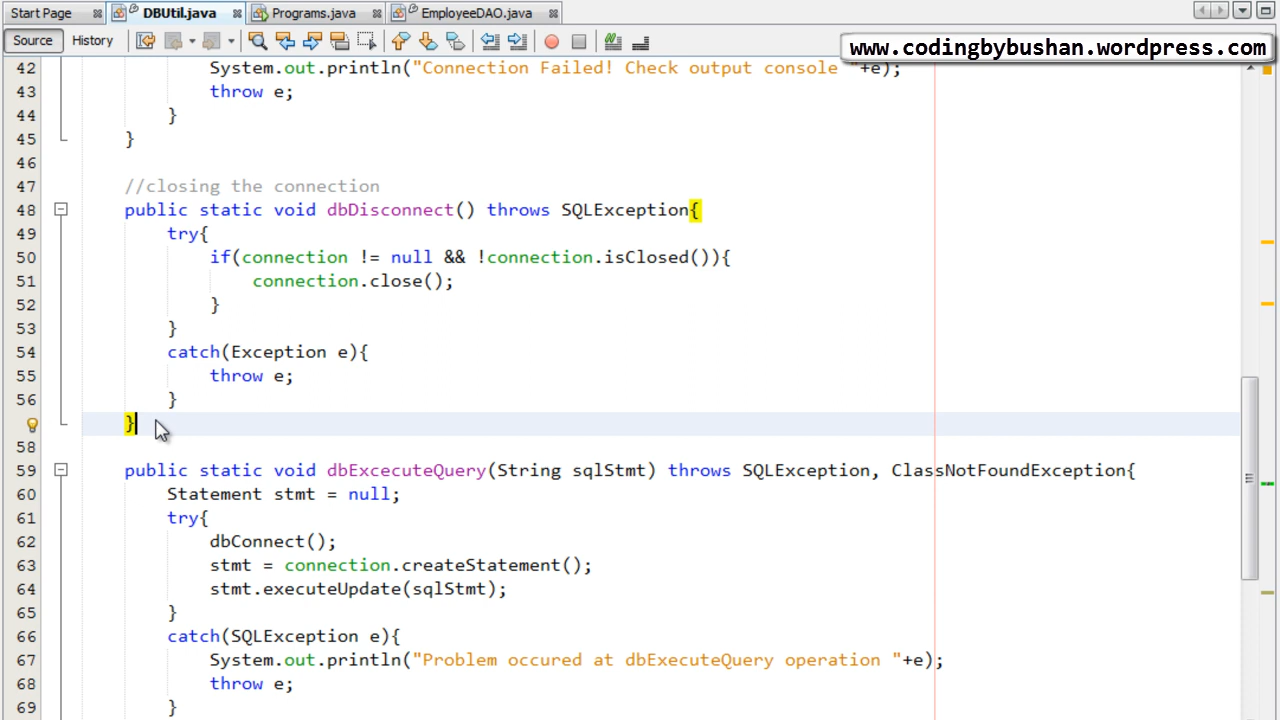 Start Page DBUtil.java Programs.java EmployeeDAO.java
Source History
www.codingbybushan.wordpress.com
42 System.out.println("Connection Failed! Check output console "+e);
43 throw e;
44 }
45 }
46
47 //closing the connection
48 public static void dbDisconnect() throws SQLException{
49 try{
50 if(connection != null && !connection.isClosed()){
51 connection.close();
52 }
53 }
54 catch(Exception e){
55 throw e;
56 }
}
58
59 public static void dbExcecuteQuery(String sqlStmt) throws SQLException, ClassNotFoundException{
60 Statement stmt = null;
61 try{
62 dbConnect();
63 stmt = connection.createStatement();
64 stmt.executeUpdate(sqlStmt);
65 }
66 catch(SQLException e){
67 System.out.println("Problem occured at dbExecuteQuery operation "+e);
68 throw e;
69 }